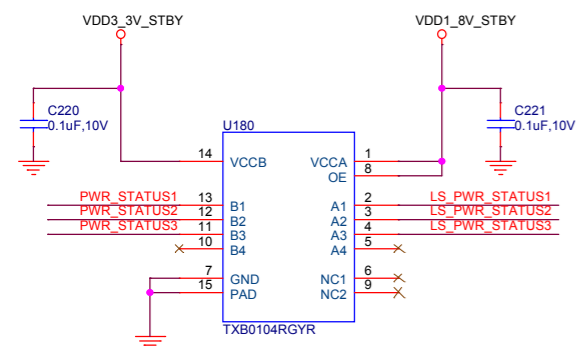 VDD3_3V_STBY
VDD1_8V_STBY
C220
0.1uF,10V
C221
0.1uF,10V
U180
14 VCCB VCCA 1
OE 8
PWR_STATUS1 13 B1 A1 2 LS_PWR_STATUS1
PWR_STATUS2 12 B2 A2 3 LS_PWR_STATUS2
PWR_STATUS3 11 B3 A3 4 LS_PWR_STATUS3
10 B4 A4 5
7 GND NC1 6
15 PAD NC2 9
TXB0104RGYR